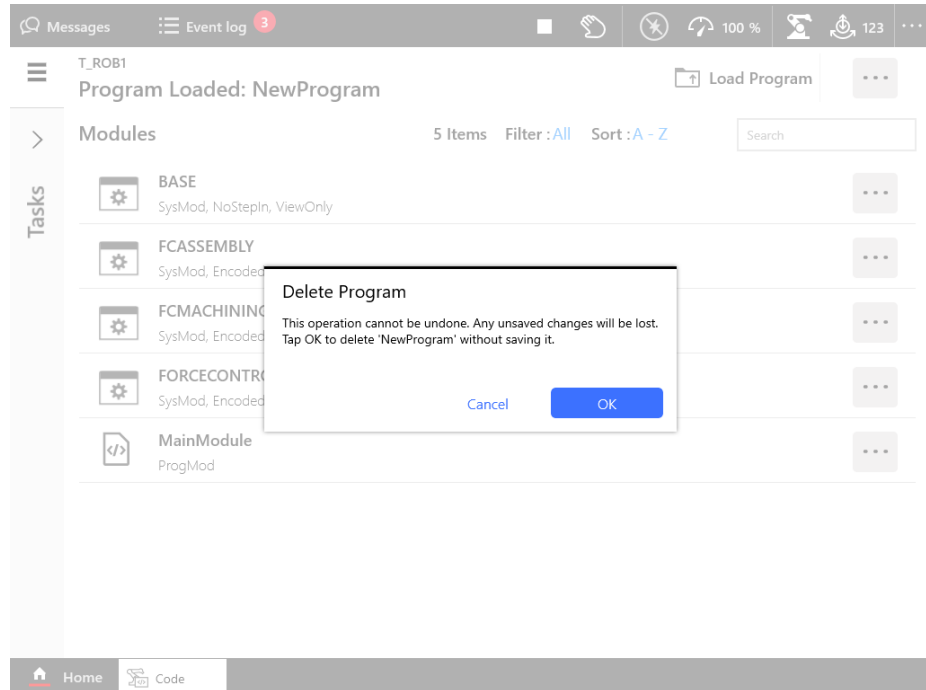 Messages
Event log 3
100 %
123
T_ROB1
Program Loaded: NewProgram
Load Program
Modules
5 Items Filter : All Sort : A - Z
Search
Tasks
BASE
SysMod, NoStepIn, ViewOnly
FCASSEMBLY
SysMod, Encoded
FCMACHINING
SysMod, Encoded
FORCECONTR
SysMod, Encoded
MainModule
ProgMod
Delete Program
This operation cannot be undone. Any unsaved changes will be lost.
Tap OK to delete 'NewProgram' without saving it.
Cancel OK
Home
Code